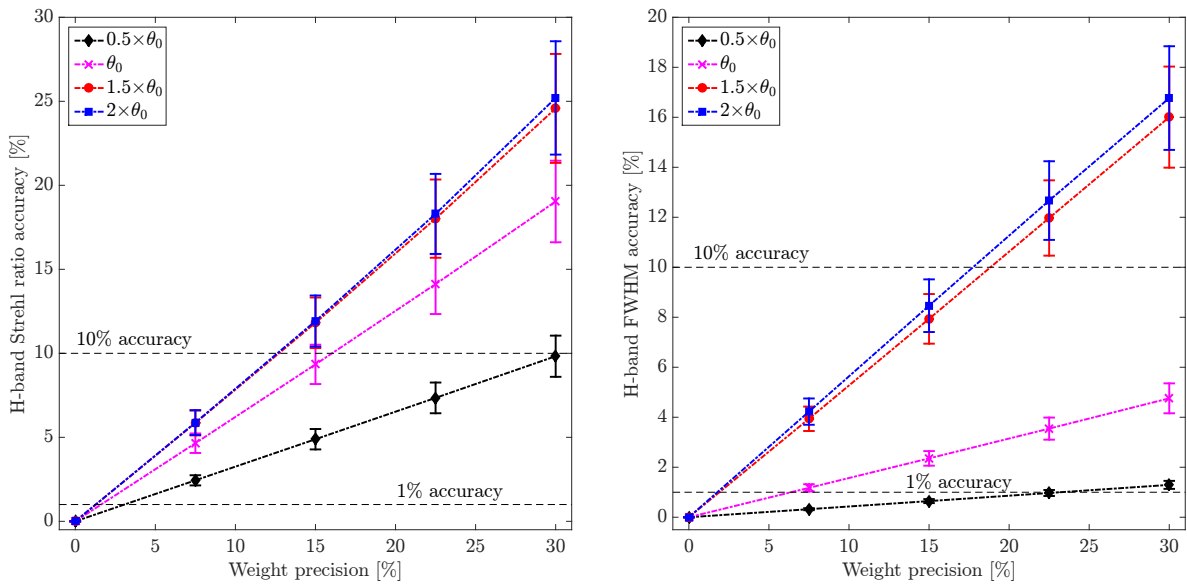 H-band Strehl ratio accuracy [%]
30
25
20
15
10
5
0
0.5×θ₀
θ₀
1.5×θ₀
2×θ₀
10% accuracy
1% accuracy
0 5 10 15 20 25 30
Weight precision [%]
H-band FWHM accuracy [%]
20
18
16
14
12
10
8
6
4
2
0
0.5×θ₀
θ₀
1.5×θ₀
2×θ₀
10% accuracy
1% accuracy
0 5 10 15 20 25 30
Weight precision [%]